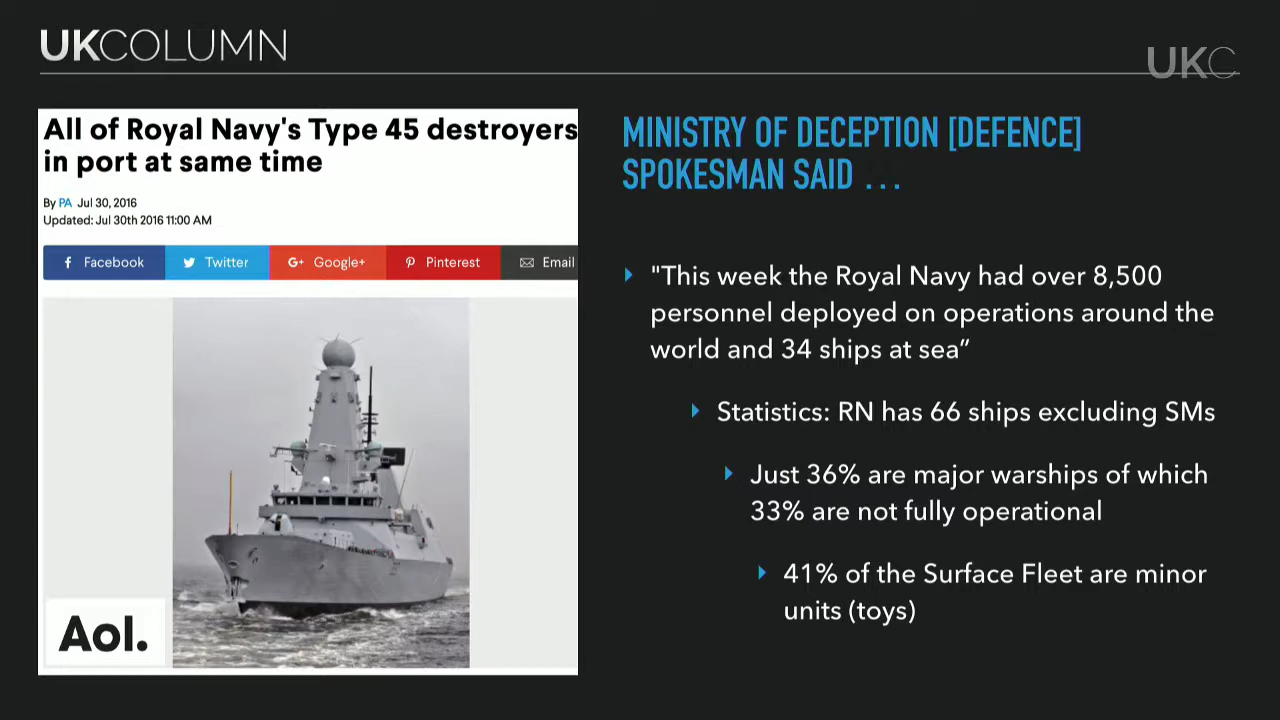 UKCOLUMN
UKC
All of Royal Navy's Type 45 destroyers
in port at same time
By PA Jul 30, 2016
Updated: Jul 30th 2016 11:00 AM
Facebook
Twitter
G+ Google+
Pinterest
Email
Aol.
MINISTRY OF DECEPTION [DEFENCE]
SPOKESMAN SAID ...
"This week the Royal Navy had over 8,500
personnel deployed on operations around the
world and 34 ships at sea”
Statistics: RN has 66 ships excluding SMs
Just 36% are major warships of which
33% are not fully operational
41% of the Surface Fleet are minor
units (toys)